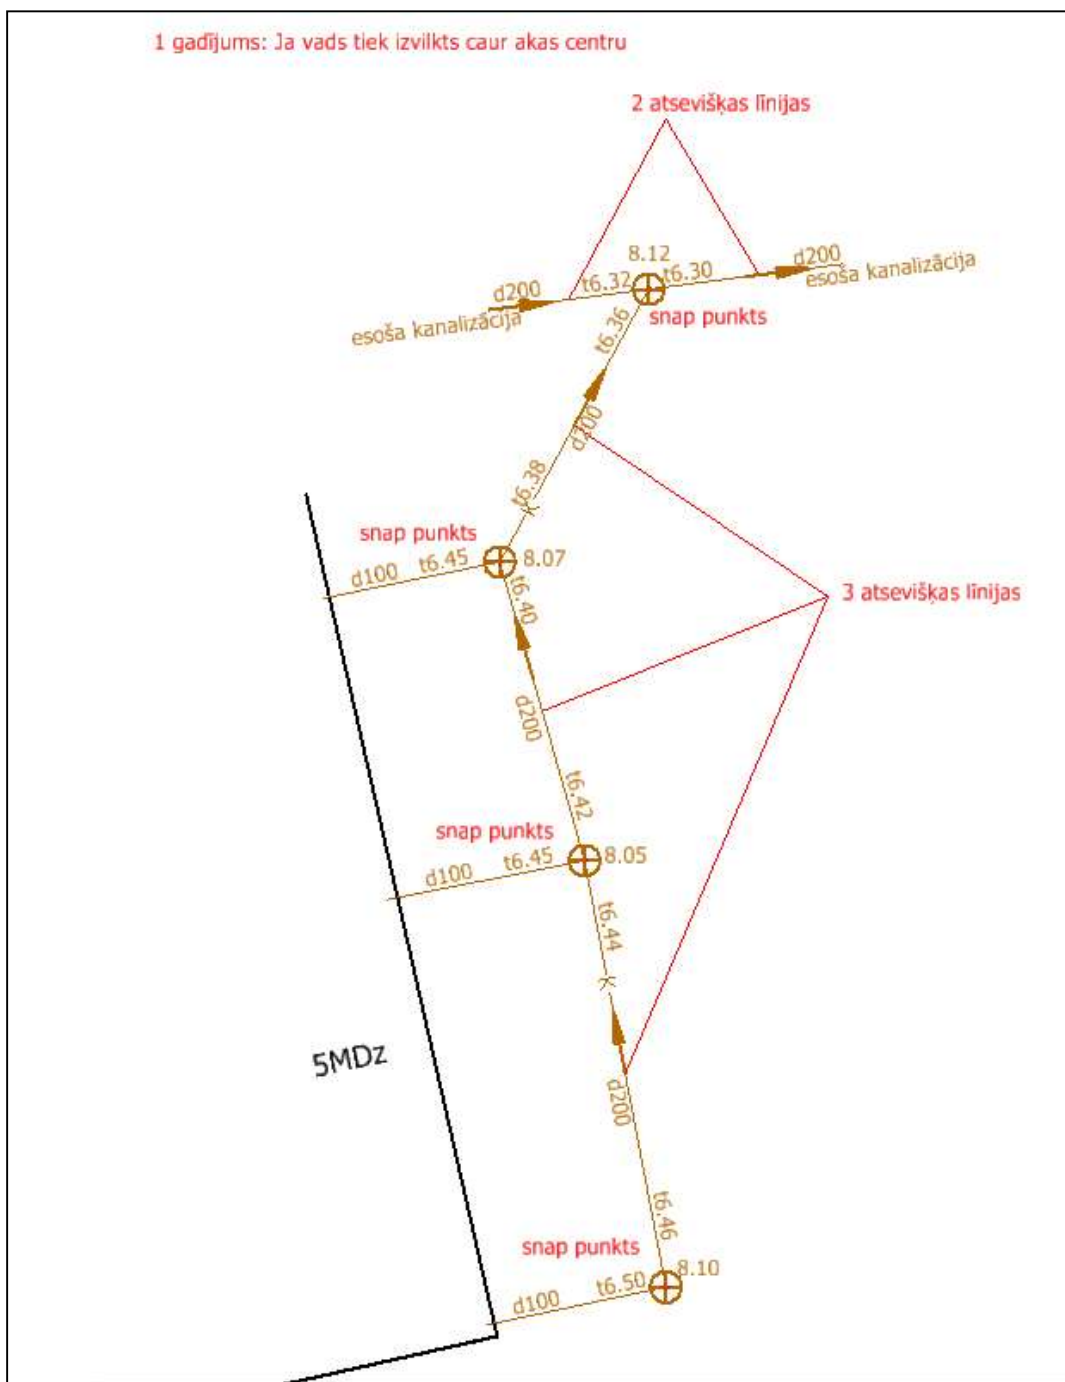 1 gadījums: Ja vads tiek izvilkts caur akas centru
2 atsevišķas līnijas
8.12
d200
t6.32
t6.30
d200
esoša kanalizācija
esoša kanalizācija
snap punkts
t6.36
d200
t6.38
K
snap punkts
d100
t6.45
8.07
t6.40
3 atsevišķas līnijas
d200
t6.42
snap punkts
d100
t6.45
8.05
t6.44
K
5MDz
d200
t6.46
snap punkts
8.10
d100
t6.50